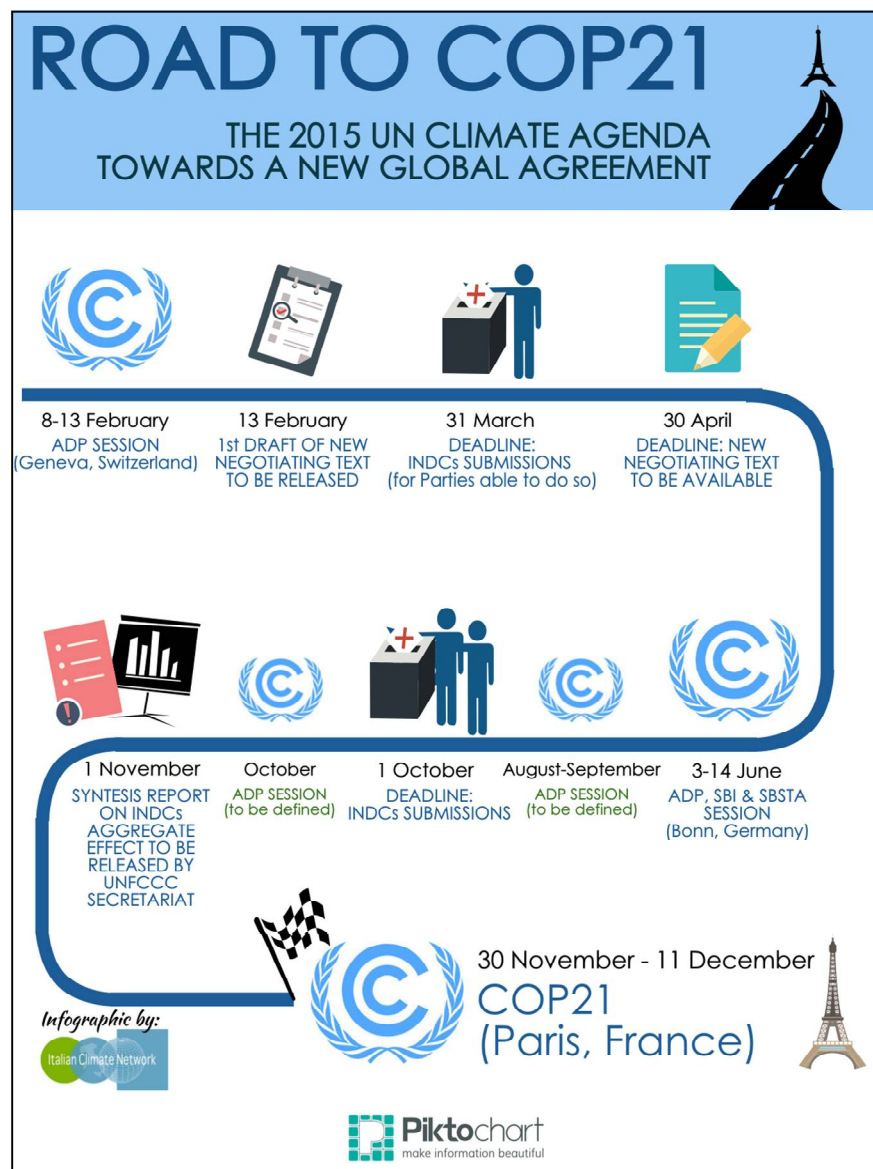 ROAD TO COP21
THE 2015 UN CLIMATE AGENDA
TOWARDS A NEW GLOBAL AGREEMENT
8-13 February
ADP SESSION
(Geneva, Switzerland)
13 February
1st DRAFT OF NEW
NEGOTIATING TEXT
TO BE RELEASED
31 March
DEADLINE:
INDCs SUBMISSIONS
(for Parties able to do so)
30 April
DEADLINE: NEW
NEGOTIATING TEXT
TO BE AVAILABLE
3-14 June
ADP, SBI & SBSTA
SESSION
(Bonn, Germany)
August-September
ADP SESSION
(to be defined)
1 October
DEADLINE:
INDCs SUBMISSIONS
October
ADP SESSION
(to be defined)
1 November
SYNTESIS REPORT
ON INDCs
AGGREGATE
EFFECT TO BE
RELEASED BY
UNFCCC
SECRETARIAT
30 November - 11 December
COP21
(Paris, France)
Infographic by:
Italian Climate Network
Piktochart
make information beautiful